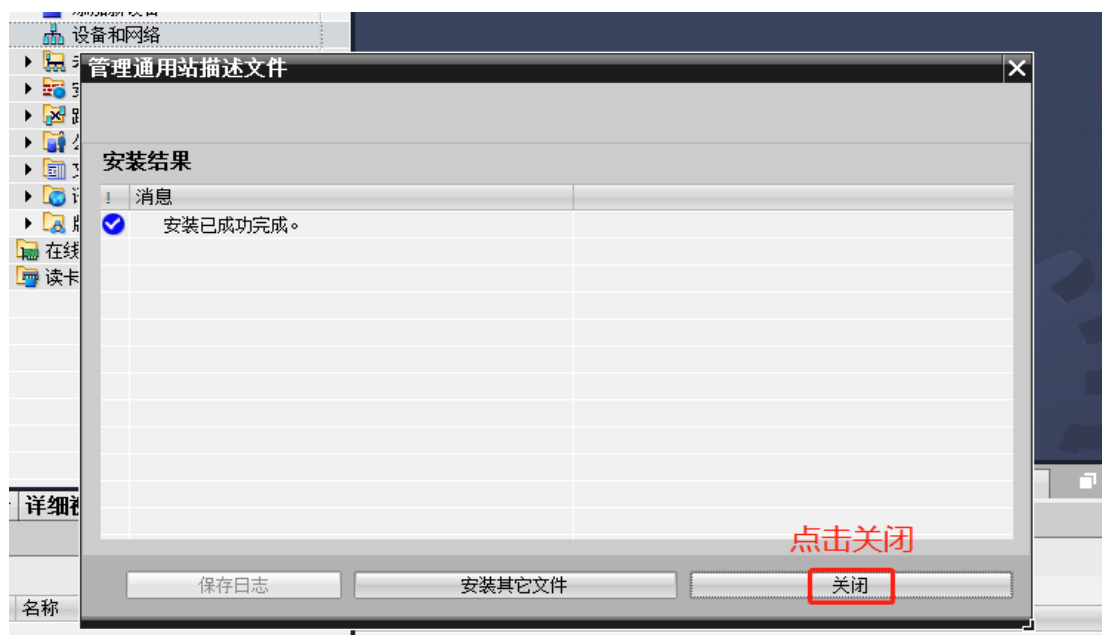 设备和网络
管理通用站描述文件
安装结果
! 消息
安装已成功完成。
在线
读卡
详细
点击关闭
保存日志
安装其它文件
关闭
名称